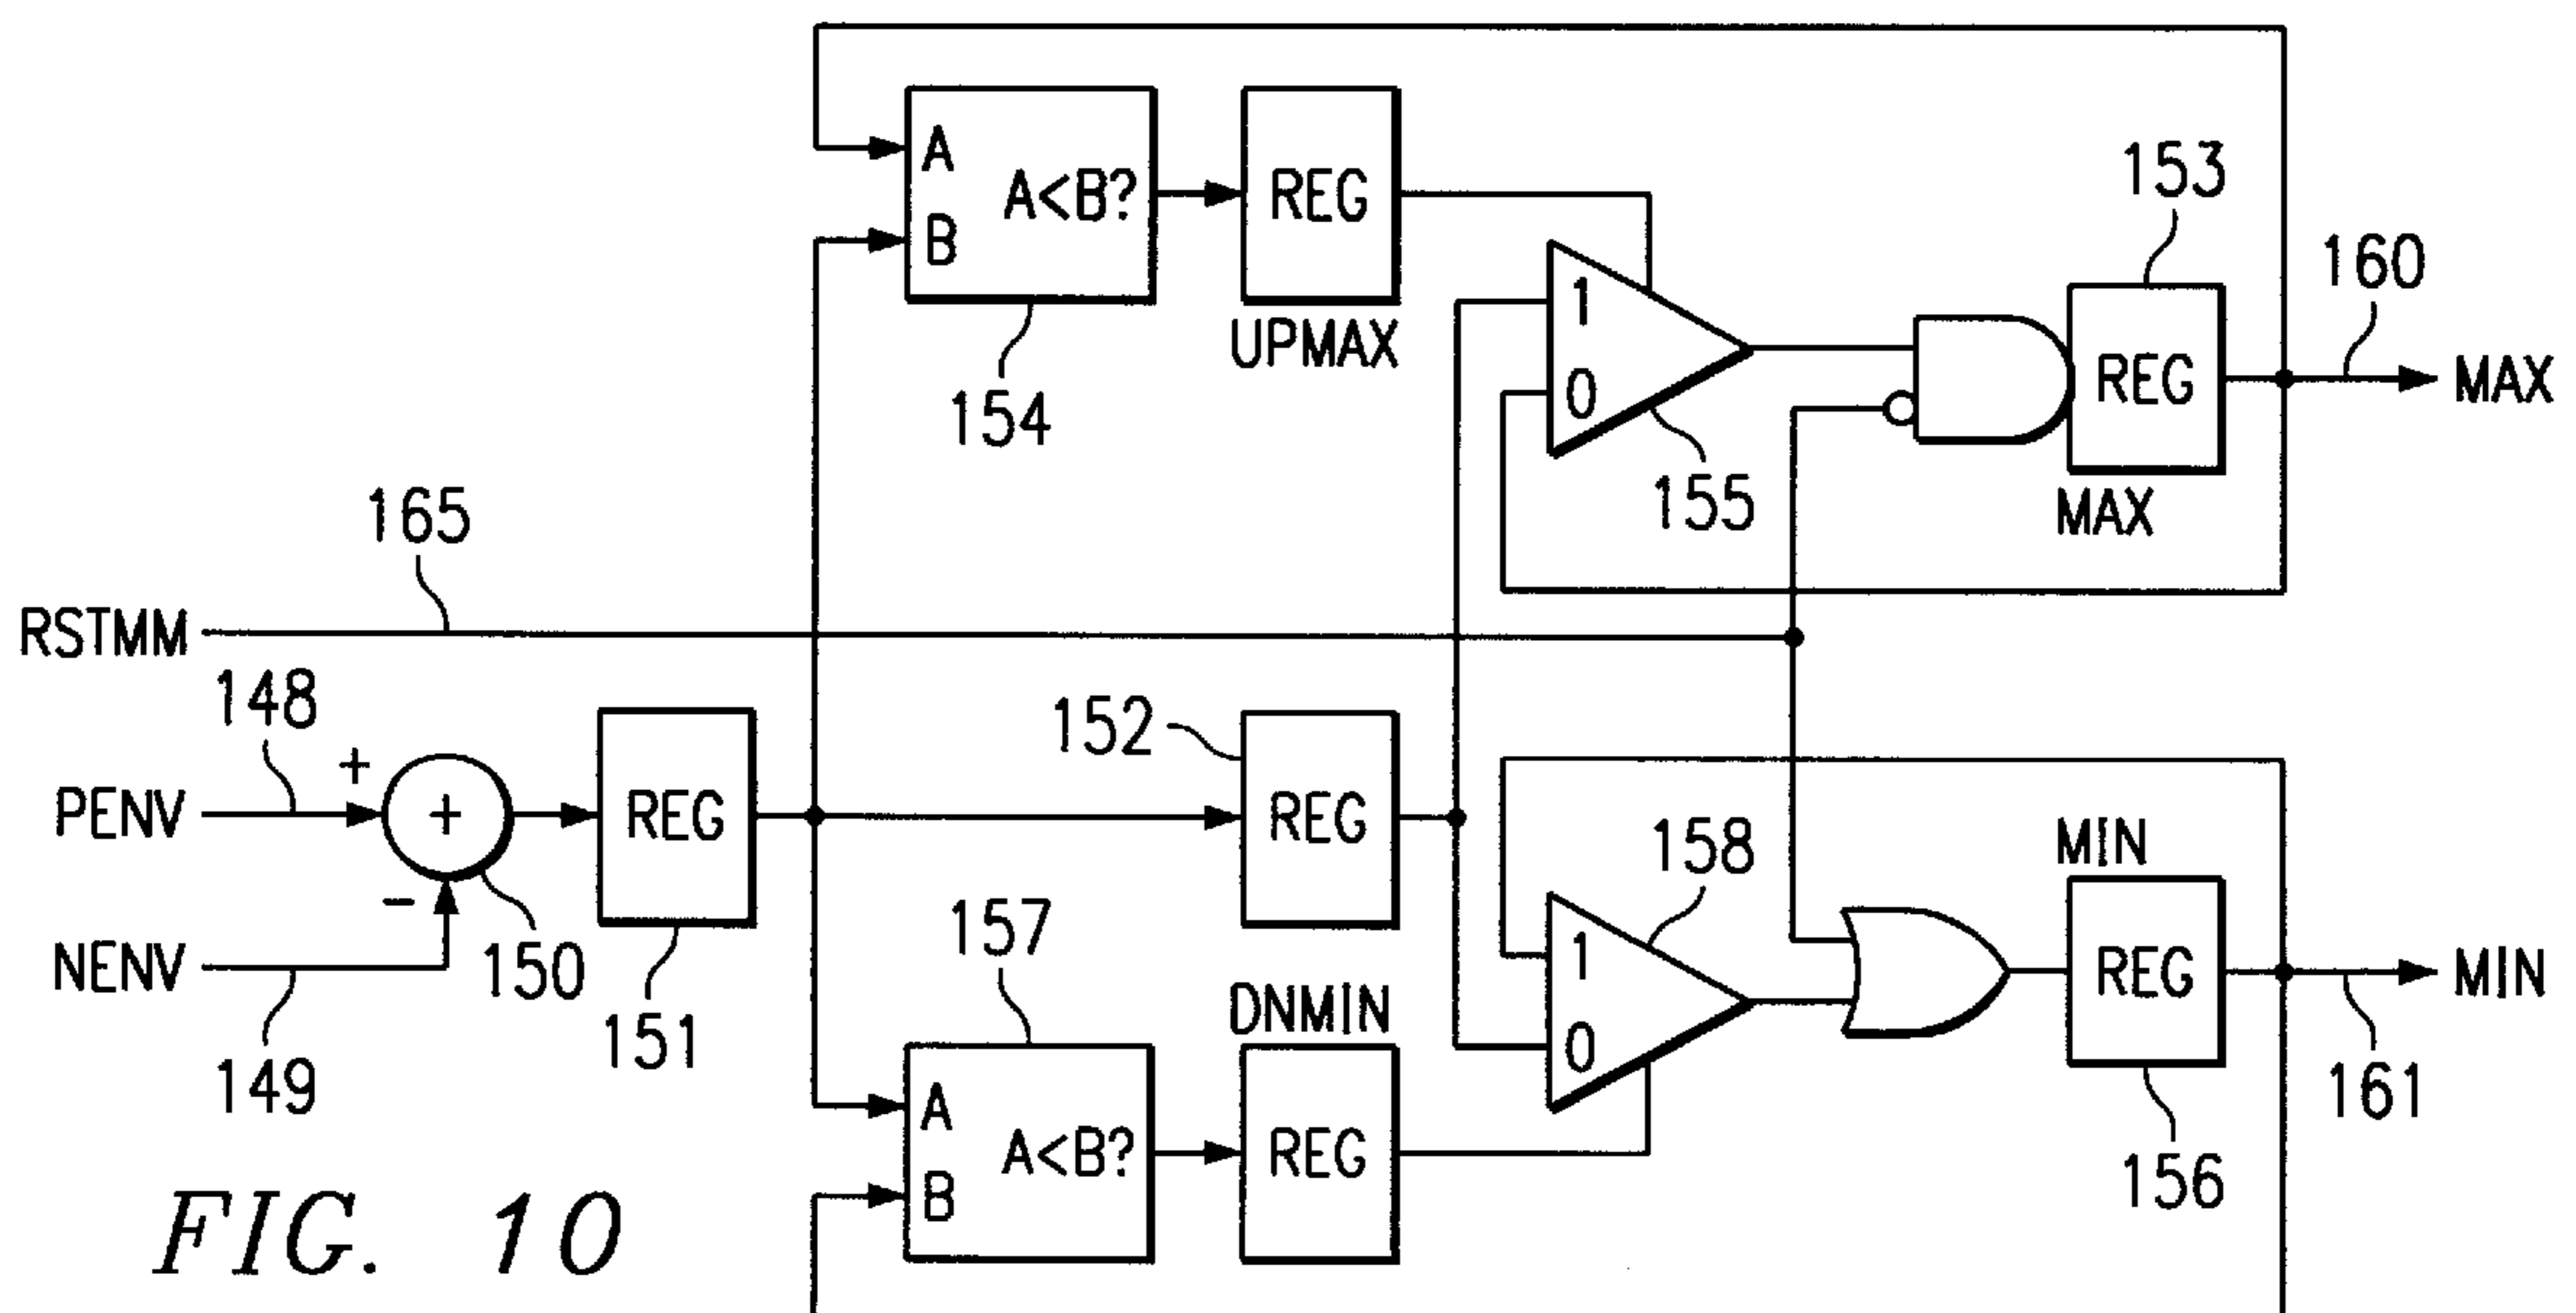 A
B
A<B?
154
REG
UPMAX
1
0
155
153
REG
MAX
160
MAX
165
RSTMM
148
PENV
+
+
-
NENV
149
150
REG
151
152
REG
157
A
B
A<B?
DNMIN
REG
158
1
0
MIN
REG
156
MIN
161
FIG. 10